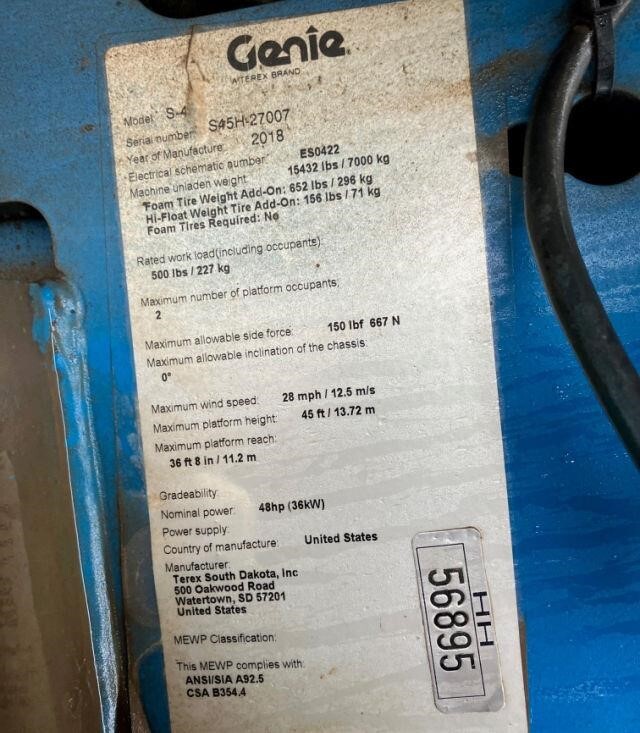 Genie
A TEREX BRAND
Model S-4
Serial number: S45H-27007
Year of Manufacture: 2018
Electrical schematic number: ES0422
Machine unladen weight: 15432 lbs / 7000 kg
*Foam Tire Weight Add-On: 652 lbs / 296 kg
Hi-Float Weight Tire Add-On: 156 lbs / 71 kg
Foam Tires Required: No
Rated work load(including occupants):
500 lbs / 227 kg
Maximum number of platform occupants:
2
Maximum allowable side force: 150 lbf 667 N
Maximum allowable inclination of the chassis:
0°
Maximum wind speed: 28 mph / 12.5 m/s
Maximum platform height: 45 ft / 13.72 m
Maximum platform reach:
36 ft 8 in / 11.2 m
Gradeability:
Nominal power: 48hp (36kW)
Power supply:
Country of manufacture: United States
Manufacturer:
Terex South Dakota, Inc
500 Oakwood Road
Watertown, SD 57201
United States
MEWP Classification:
This MEWP complies with:
ANSI/SIA A92.5
CSA B354.4
HH
56895